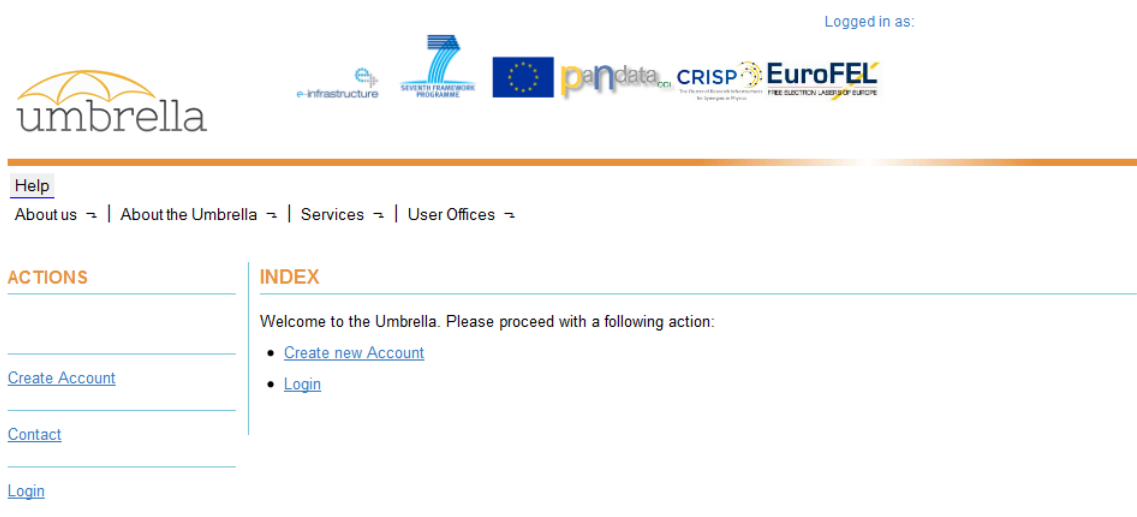 Logged in as:
umbrella
e-infrastructure
SEVENTH FRAMEWORK
PROGRAMME
pandata ODI
CRISP
EuroFEL
FREE ELECTRON LASERS OF EUROPE
Help
About us | About the Umbrella | Services | User Offices
ACTIONS
INDEX
Welcome to the Umbrella. Please proceed with a following action:
Create new Account
Login
Create Account
Contact
Login